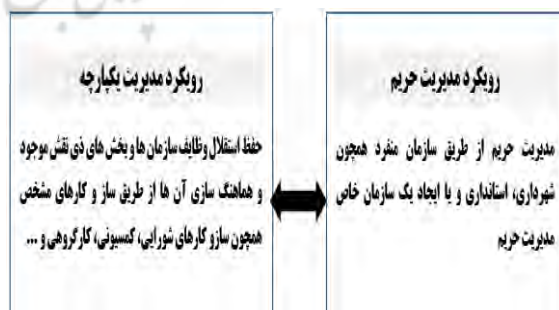 رویکرد مدیریت حریم
مدیریت حریم از طریق سازمان منفرد همچون
شهرداری، استانداری و یا ایجاد یک سازمان خاص
مدیریت حریم
رویکرد مدیریت یکپارچه
حفظ استقلال وظایف سازمان ها و بخش های ذی نقش موجود
و هماهنگ سازی آن ها از طریق ساز و کارهای مشخص
همچون سازو کارهای شورایی، کمسیونی، کارگروهی و ...